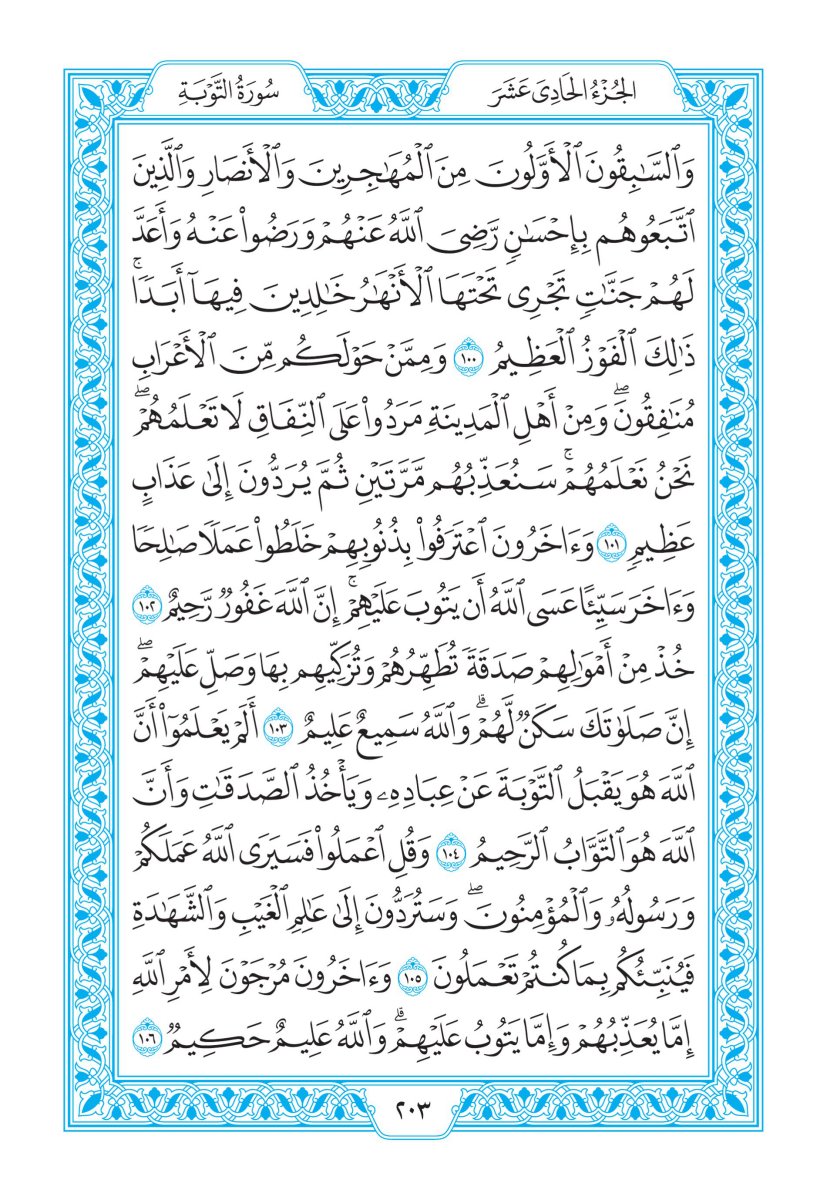 الجُزْءُ الحَادِىَ عَشَرَ
سُورَةُ التَّوْبَةِ
وَٱلسَّٰبِقُونَ ٱلۡأَوَّلُونَ مِنَ ٱلۡمُهَٰجِرِينَ وَٱلۡأَنصَارِ وَٱلَّذِينَ
ٱتَّبَعُوهُم بِإِحۡسَٰنٖ رَّضِيَ ٱللَّهُ عَنۡهُمۡ وَرَضُواْ عَنۡهُ وَأَعَدَّ
لَهُمۡ جَنَّٰتٖ تَجۡرِي تَحۡتَهَا ٱلۡأَنۡهَٰرُ خَٰلِدِينَ فِيهَآ أَبَدٗاۚ
ذَٰلِكَ ٱلۡفَوۡزُ ٱلۡعَظِيمُ ١٠٠ وَمِمَّنۡ حَوۡلَكُم مِّنَ ٱلۡأَعۡرَابِ
مُنَٰفِقُونَۖ وَمِنۡ أَهۡلِ ٱلۡمَدِينَةِ مَرَدُواْ عَلَى ٱلنِّفَاقِ لَا تَعۡلَمُهُمۡۖ
نَحۡنُ نَعۡلَمُهُمۡۚ سَنُعَذِّبُهُم مَّرَّتَيۡنِ ثُمَّ يُرَدُّونَ إِلَىٰ عَذَابٍ
عَظِيمٖ ١٠١ وَءَاخَرُونَ ٱعۡتَرَفُواْ بِذُنُوبِهِمۡ خَلَطُواْ عَمَلٗا صَٰلِحٗا
وَءَاخَرَ سَيِّئًا عَسَى ٱللَّهُ أَن يَتُوبَ عَلَيۡهِمۡۚ إِنَّ ٱللَّهَ غَفُورٞ رَّحِيمٌ ١٠٢
خُذۡ مِنۡ أَمۡوَٰلِهِمۡ صَدَقَةٗ تُطَهِّرُهُمۡ وَتُزَكِّيهِم بِهَا وَصَلِّ عَلَيۡهِمۡۖ
إِنَّ صَلَوٰتَكَ سَكَنٞ لَّهُمۡۗ وَٱللَّهُ سَمِيعٌ عَلِيمٌ ١٠٣ أَلَمۡ يَعۡلَمُوٓاْ أَنَّ
ٱللَّهَ هُوَ يَقۡبَلُ ٱلتَّوۡبَةَ عَنۡ عِبَادِهِۦ وَيَأۡخُذُ ٱلصَّدَقَٰتِ وَأَنَّ
ٱللَّهَ هُوَ ٱلتَّوَّابُ ٱلرَّحِيمُ ١٠٤ وَقُلِ ٱعۡمَلُواْ فَسَيَرَى ٱللَّهُ عَمَلَكُمۡ
وَرَسُولُهُۥ وَٱلۡمُؤۡمِنُونَۖ وَسَتُرَدُّونَ إِلَىٰ عَٰلِمِ ٱلۡغَيۡبِ وَٱلشَّهَٰدَةِ
فَيُنَبِّئُكُم بِمَا كُنتُمۡ تَعۡمَلُونَ ١٠٥ وَءَاخَرُونَ مُرۡجَوۡنَ لِأَمۡرِ ٱللَّهِ
إِمَّا يُعَذِّبُهُمۡ وَإِمَّا يَتُوبُ عَلَيۡهِمۡۗ وَٱللَّهُ عَلِيمٌ حَكِيمٞ ١٠٦
٢٠٣